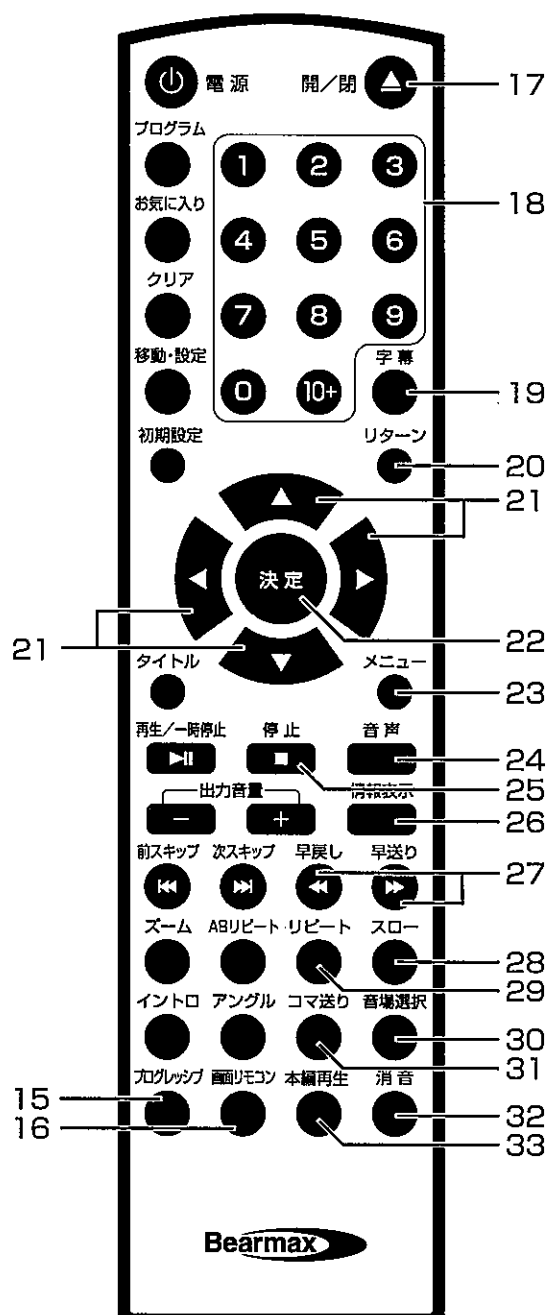 電源 開／閉 17
プログラム
1 2 3
18
お気に入り
4 5 6
クリア
7 8 9
移動・設定 字幕
0 10+ 19
初期設定 リターン
20
21
決定
21 22
タイトル メニュー
23
再生／一時停止 停止 音声
24
25
出力音量 情報表示
− + 26
前スキップ 次スキップ 早戻し 早送り
27
ズーム ABリピート リピート スロー
28
29
イントロ アングル コマ送り 音場選択
30
31
プログレッシブ 画面リモコン 本編再生 消音
15
16 32
33
Bearmax